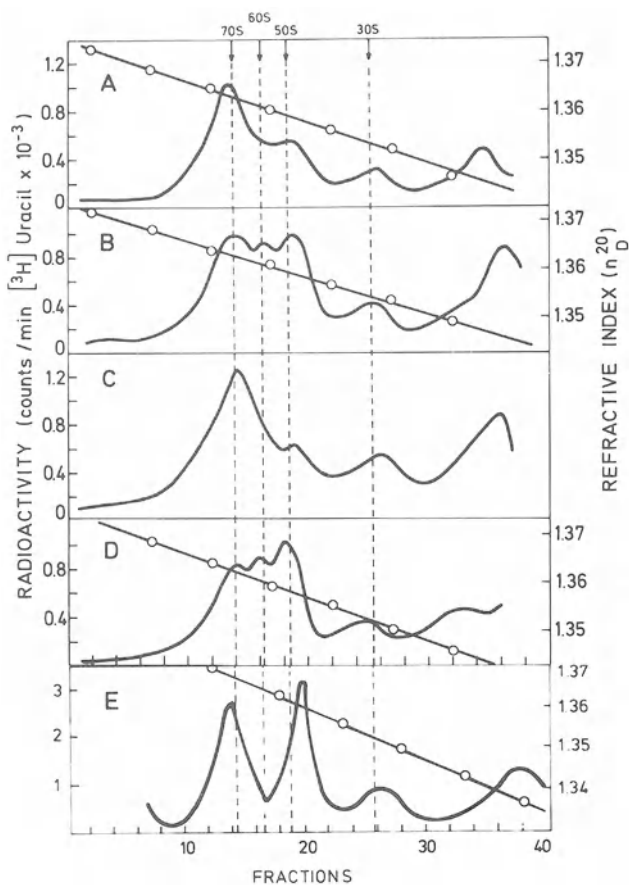 70S 60S 50S 30S
A
1.2
0.8
0.4
0
1.37
1.36
1.35
B
0.8
0.4
0
1.37
1.36
1.35
C
1.2
0.8
0.4
0
D
0.8
0.4
1.37
1.36
1.35
E
3
2
1
1.37
1.36
1.35
1.34
10 20 30 40
FRACTIONS
RADIOACTIVITY (counts/min [³H] Uracil x 10⁻³)
REFRACTIVE INDEX (n²⁰D)